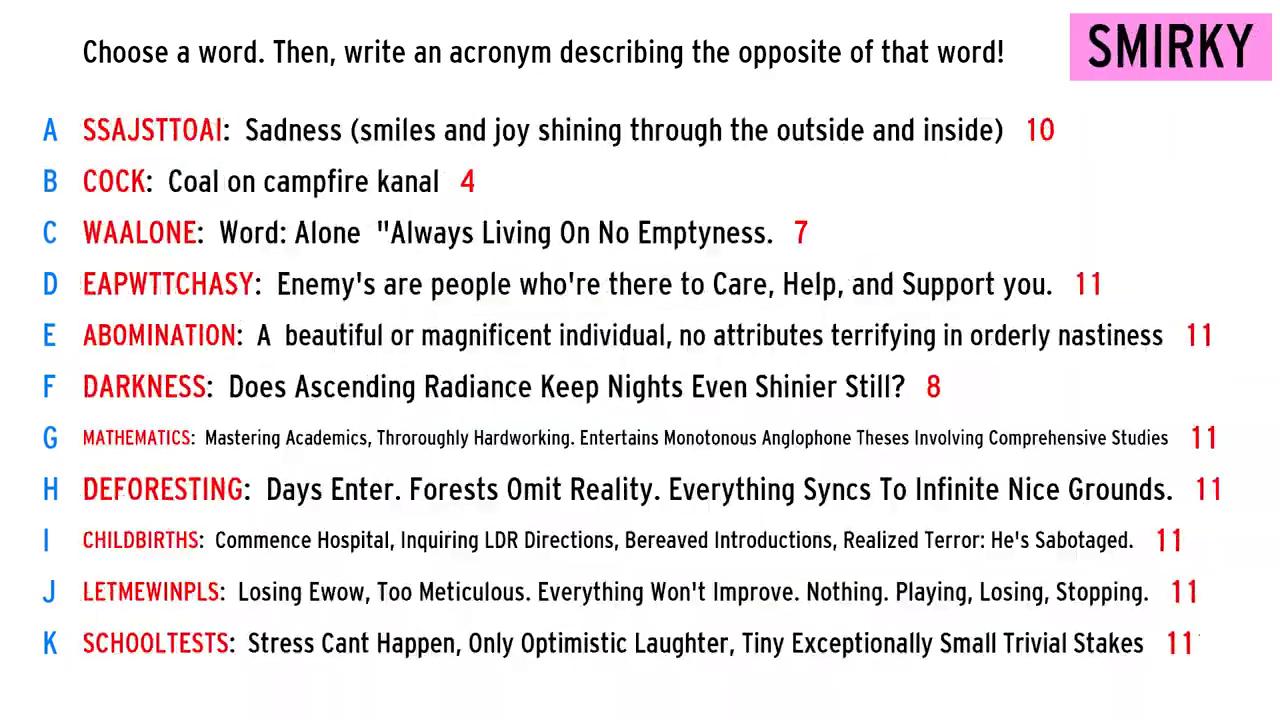 Choose a word. Then, write an acronym describing the opposite of that word!
SMIRKY
A SSAJSTTOAI: Sadness (smiles and joy shining through the outside and inside) 10
B COCK: Coal on campfire kanal 4
C WAALONE: Word: Alone "Always Living On No Emptyness. 7
D EAPWTTCHASY: Enemy's are people who're there to Care, Help, and Support you. 11
E ABOMINATION: A beautiful or magnificent individual, no attributes terrifying in orderly nastiness 11
F DARKNESS: Does Ascending Radiance Keep Nights Even Shinier Still? 8
G MATHEMATICS: Mastering Academics, Throroughly Hardworking. Entertains Monotonous Anglophone Theses Involving Comprehensive Studies 11
H DEFORESTING: Days Enter. Forests Omit Reality. Everything Syncs To Infinite Nice Grounds. 11
I CHILDBIRTHS: Commence Hospital, Inquiring LDR Directions, Bereaved Introductions, Realized Terror: He's Sabotaged. 11
J LETMEWINPLS: Losing Ewow, Too Meticulous. Everything Won't Improve. Nothing. Playing, Losing, Stopping. 11
K SCHOOLTESTS: Stress Cant Happen, Only Optimistic Laughter, Tiny Exceptionally Small Trivial Stakes 11